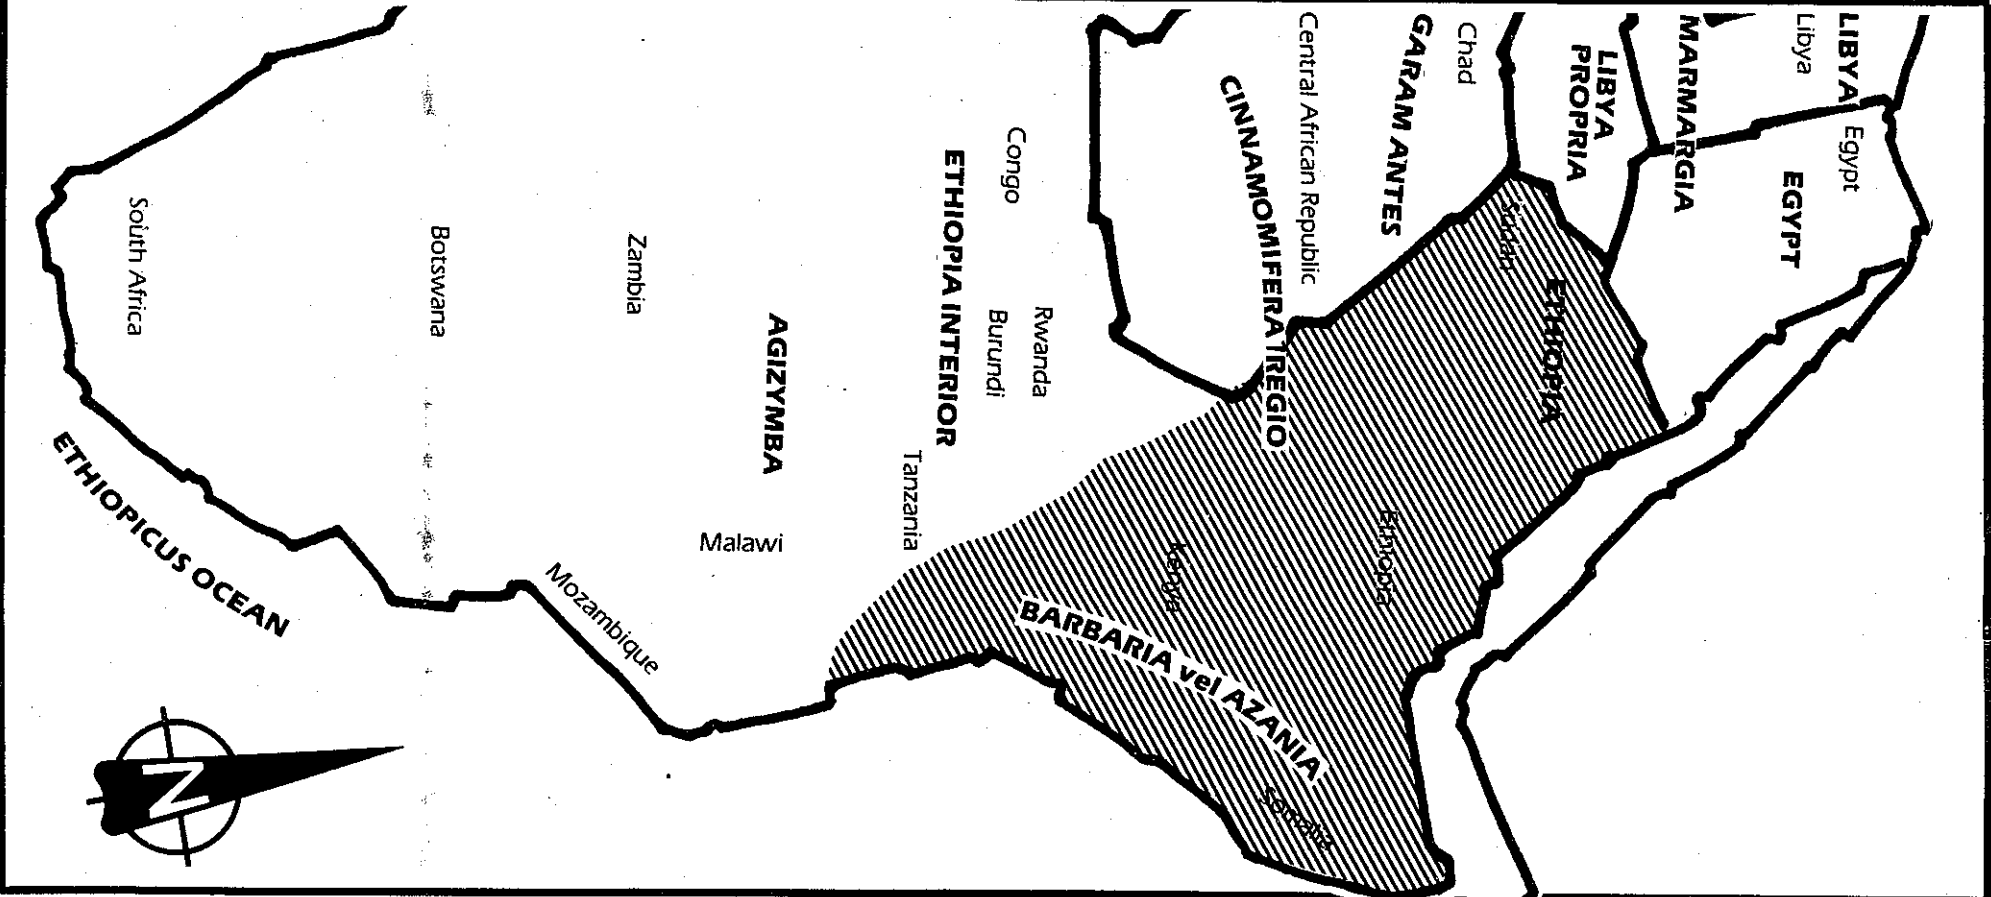 LIBYA
Libya
Egypt
EGYPT
MARMARGIA
LIBYA
PROPRIA
Chad
GARAM ANTES
Sudan
ETHIOPIA
Central African Republic
CINNAMOMIFERA REGIO
Ethiopia
Kenya
BARBARIA vel AZANIA
Somalia
Congo
Rwanda
Burundi
ETHIOPIA INTERIOR
Tanzania
AGIZYMBA
Malawi
Zambia
Mozambique
Botswana
South Africa
ETHIOPICUS OCEAN
N